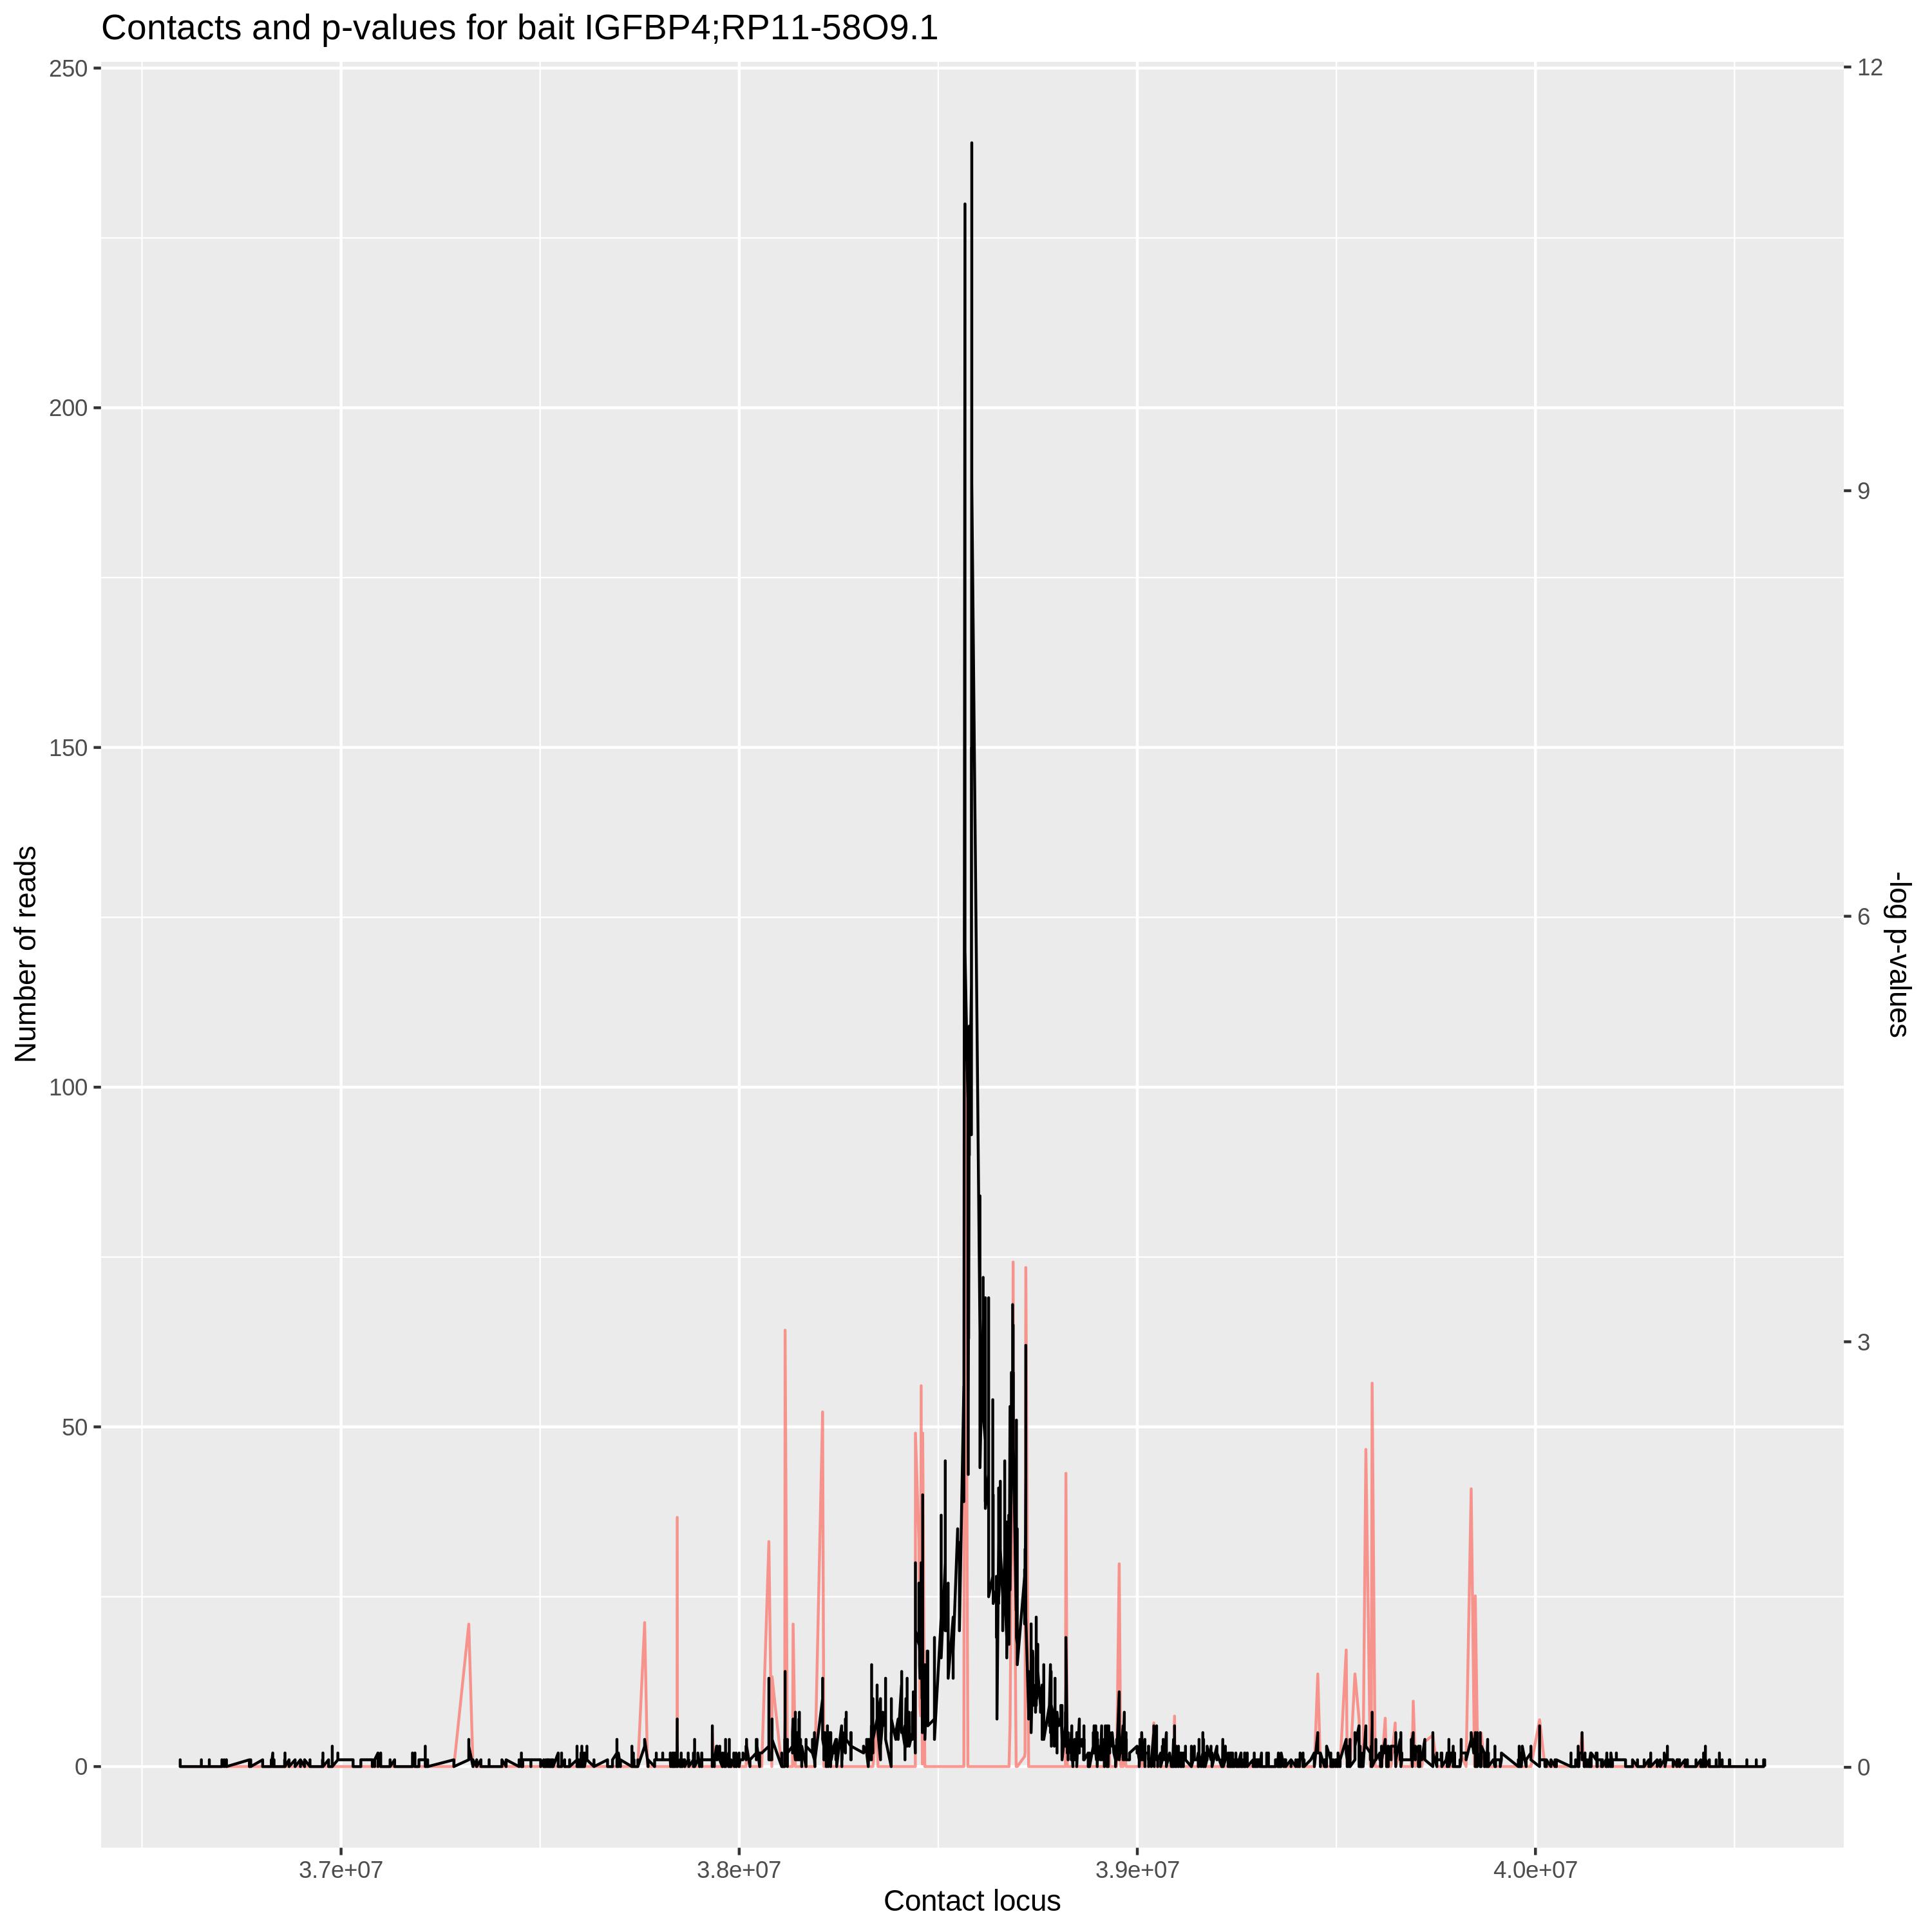 Contacts and p-values for bait IGFBP4;RP11-58O9.1
250
200
150
100
50
0
12
9
6
3
0
Number of reads
-log p-values
3.7e+07
3.8e+07
3.9e+07
4.0e+07
Contact locus